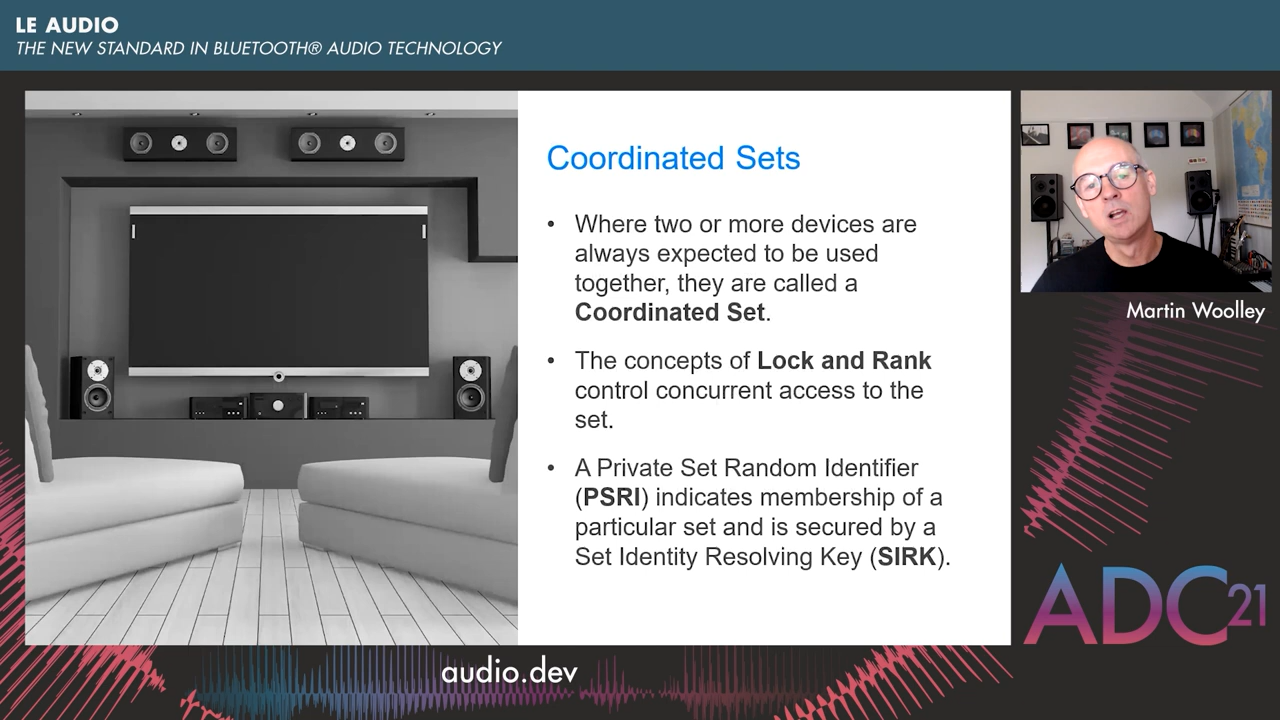 LE AUDIO
THE NEW STANDARD IN BLUETOOTH® AUDIO TECHNOLOGY
Coordinated Sets
• Where two or more devices are
always expected to be used
together, they are called a
Coordinated Set.
• The concepts of Lock and Rank
control concurrent access to the
set.
• A Private Set Random Identifier
(PSRI) indicates membership of a
particular set and is secured by a
Set Identity Resolving Key (SIRK).
Martin Woolley
ADC21
audio.dev